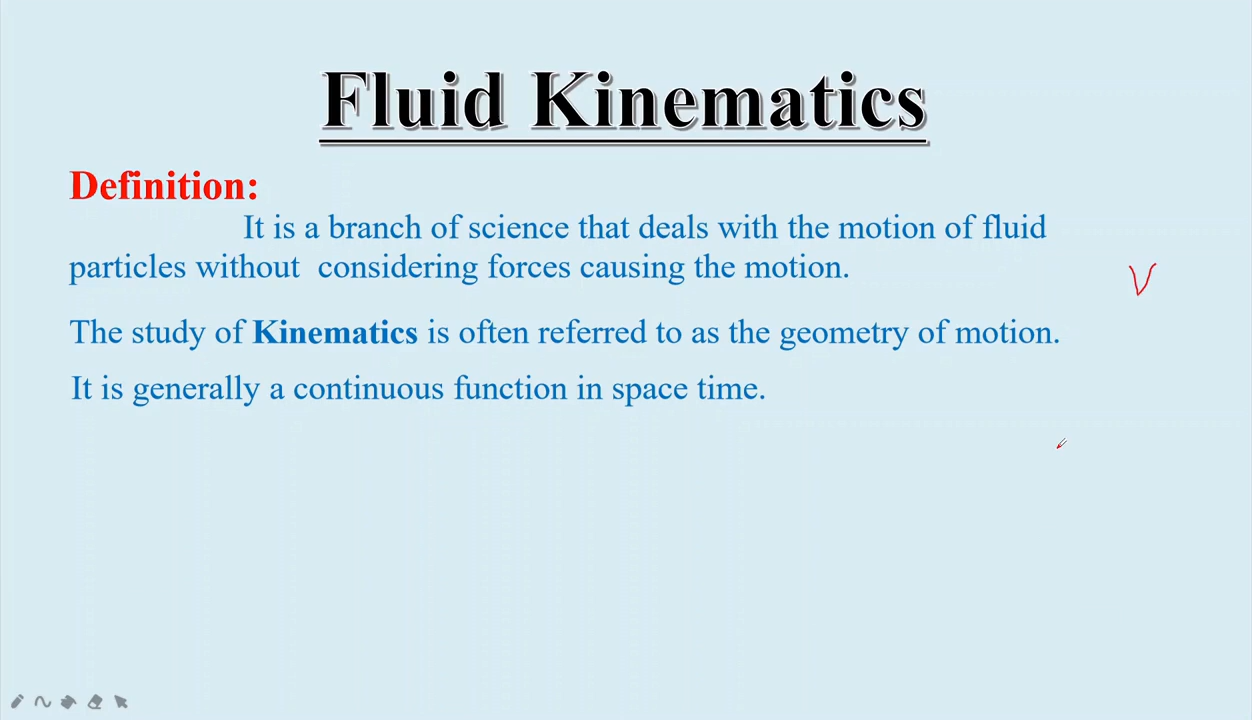 Fluid Kinematics
Definition:
It is a branch of science that deals with the motion of fluid
particles without considering forces causing the motion.
V
The study of Kinematics is often referred to as the geometry of motion.
It is generally a continuous function in space time.